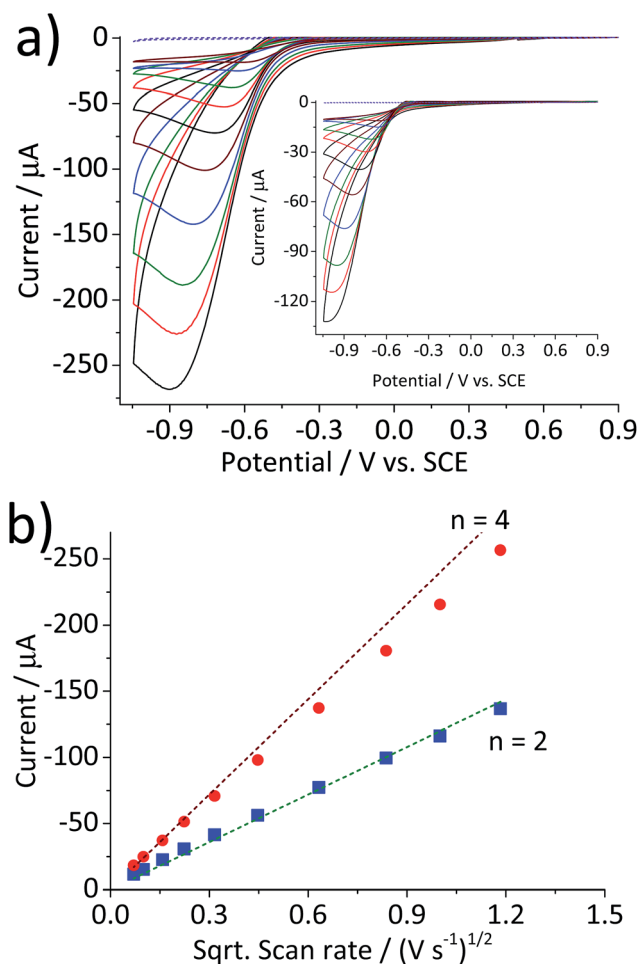 a)
0
-50
-100
-150
-200
-250
Current / μA
-0.9 -0.6 -0.3 0.0 0.3 0.6 0.9
Potential / V vs. SCE
0
-30
-60
-90
-120
Current / μA
-0.9 -0.6 -0.3 0.0 0.3 0.6 0.9
Potential / V vs. SCE
b)
n = 4
n = 2
-250
-200
-150
-100
-50
0
Current / μA
0.0 0.3 0.6 0.9 1.2 1.5
Sqrt. Scan rate / (V s⁻¹)¹/²